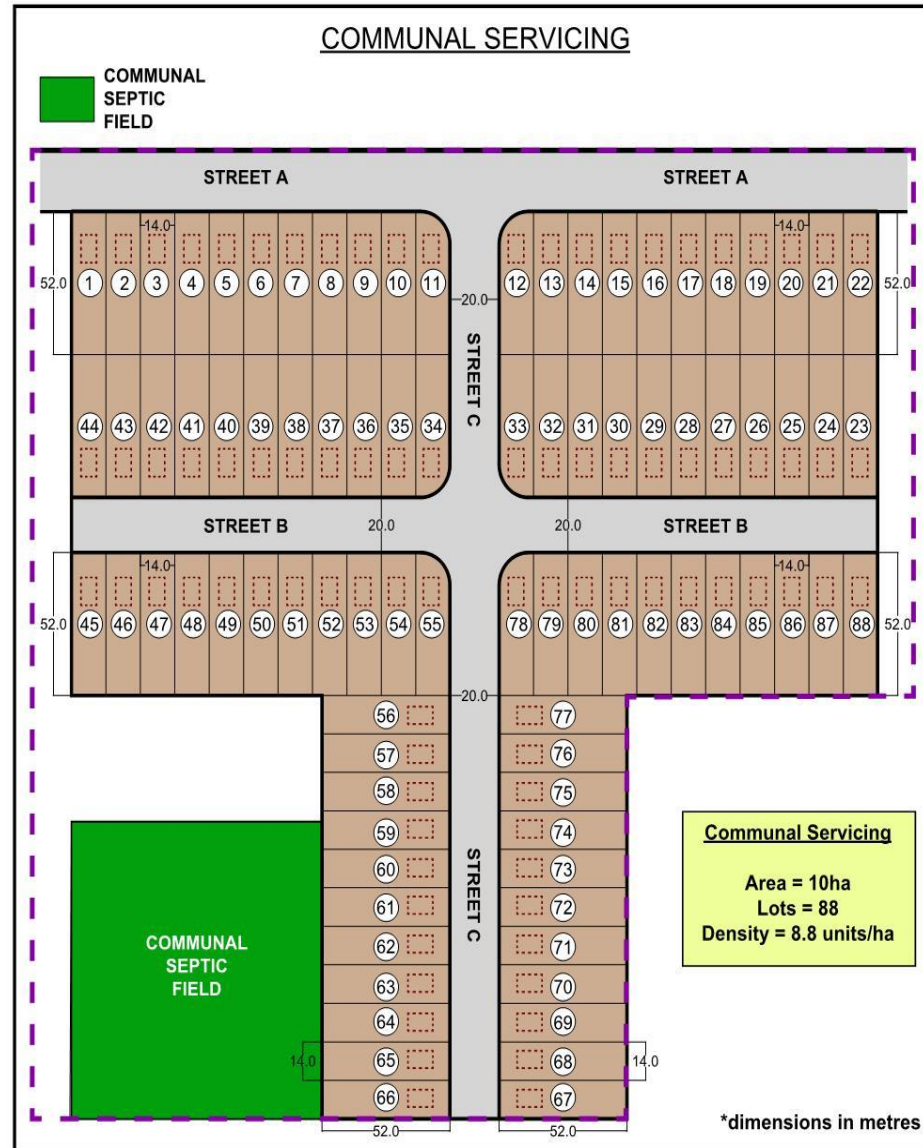 COMMUNAL SERVICING
COMMUNAL
SEPTIC
FIELD
STREET A STREET A
14.0 14.0
52.0 1 2 3 4 5 6 7 8 9 10 11 20.0 12 13 14 15 16 17 18 19 20 21 22 52.0
STREET C
44 43 42 41 40 39 38 37 36 35 34 33 32 31 30 29 28 27 26 25 24 23
STREET B 20.0 20.0 STREET B
14.0 14.0
52.0 45 46 47 48 49 50 51 52 53 54 55 78 79 80 81 82 83 84 85 86 87 88 52.0
20.0
56 77
57 76
58 75
59 74
60 73
61 72
62 71
63 70
64 69
14.0 65 68 14.0
66 67
52.0 52.0
STREET C
COMMUNAL
SEPTIC
FIELD
Communal Servicing
Area = 10ha
Lots = 88
Density = 8.8 units/ha
*dimensions in metres